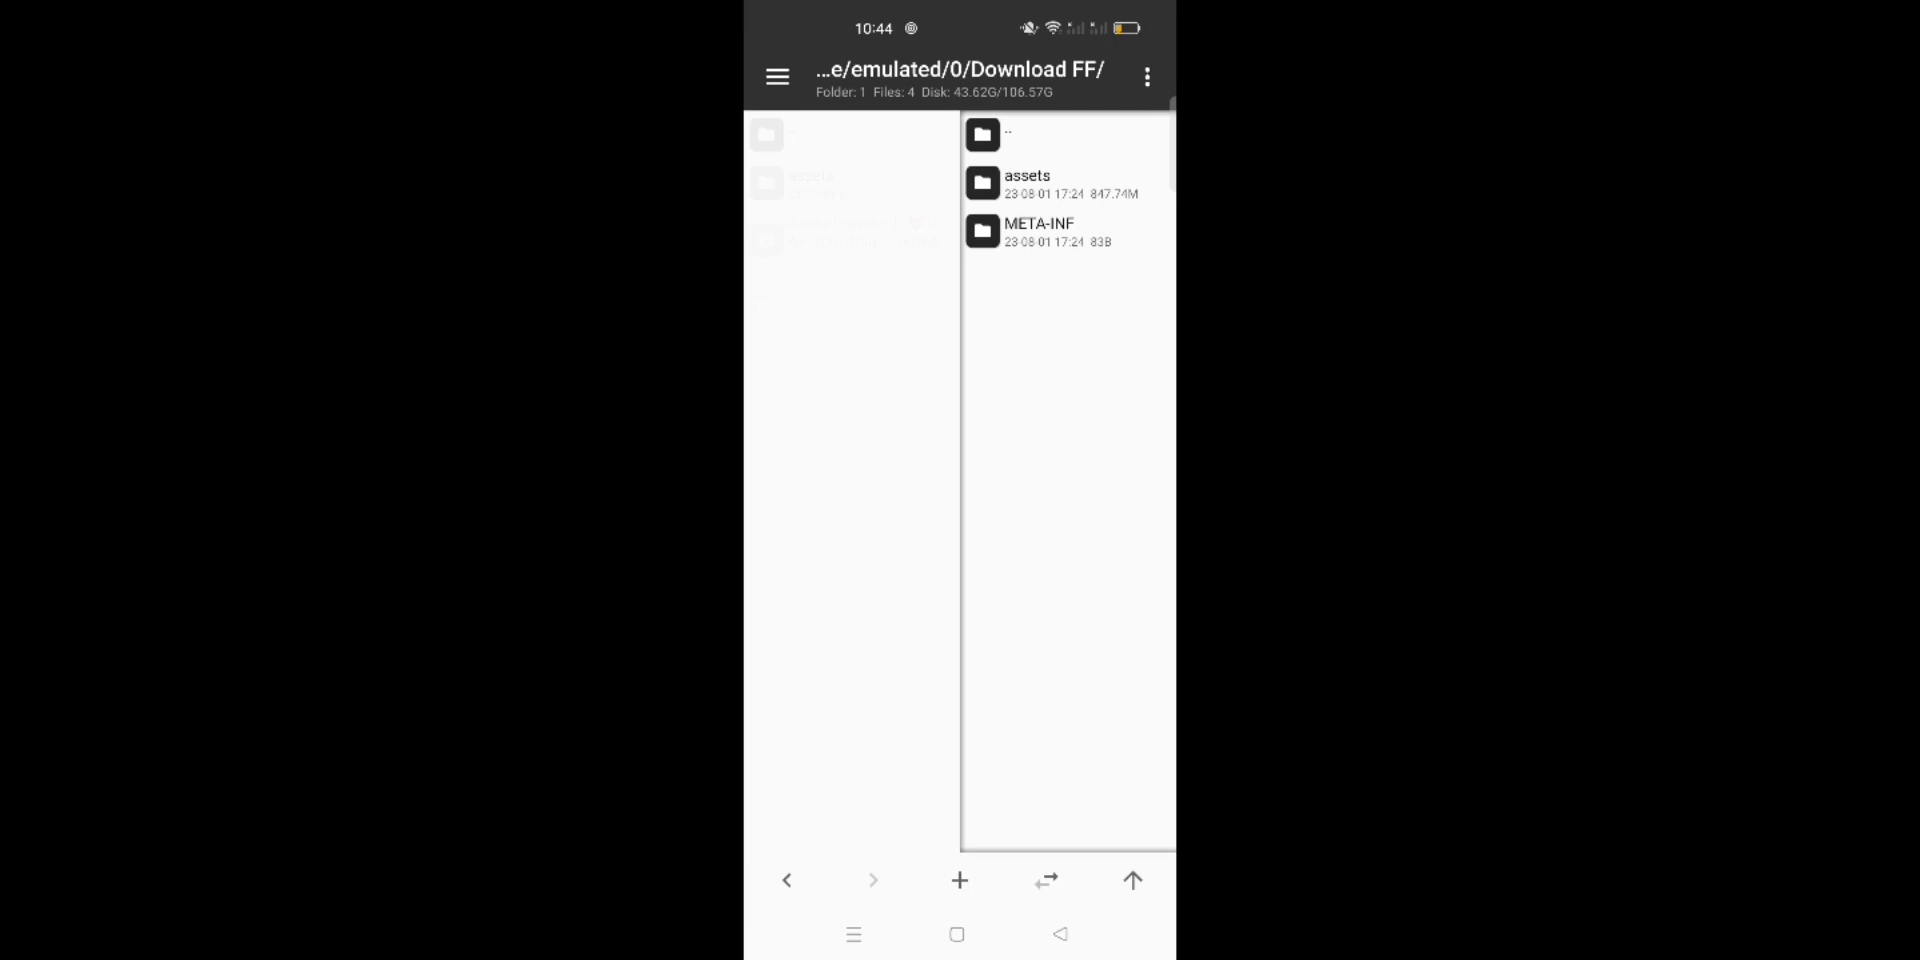 10:44
...e/emulated/0/Download FF/
Folder: 1 Files: 4 Disk: 43.62G/106.57G
..
assets
23-08-01 17:24 847.74M
META-INF
23-08-01 17:24 83B
assets